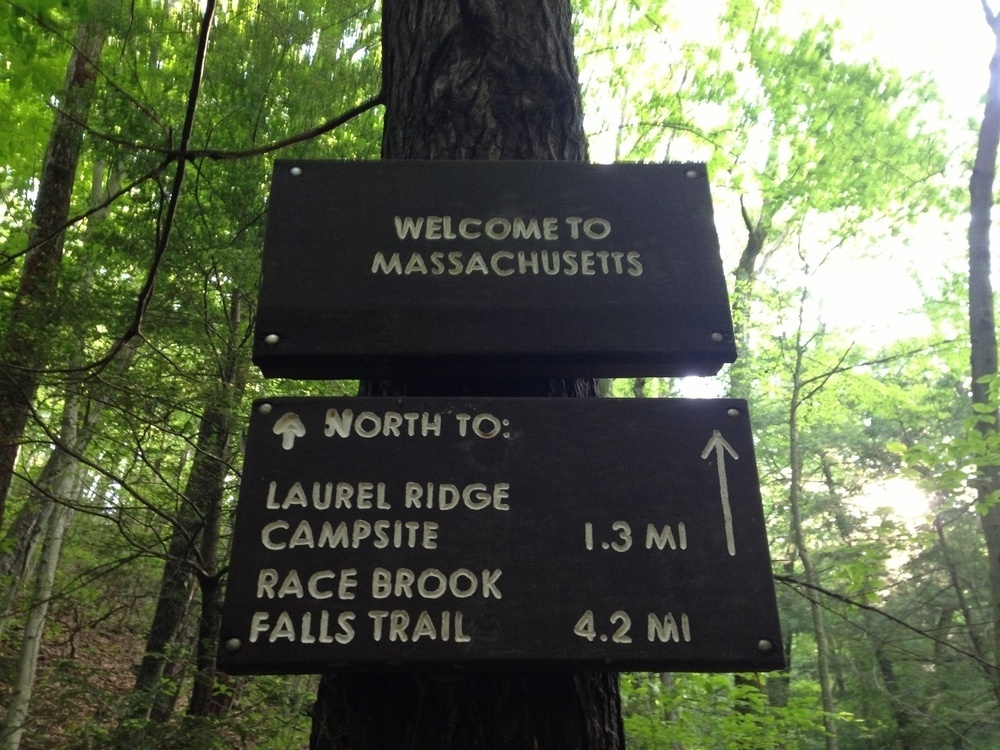 WELCOME TO
MASSACHUSETTS
NORTH TO:
LAUREL RIDGE
CAMPSITE 1.3 MI
RACE BROOK
FALLS TRAIL 4.2 MI